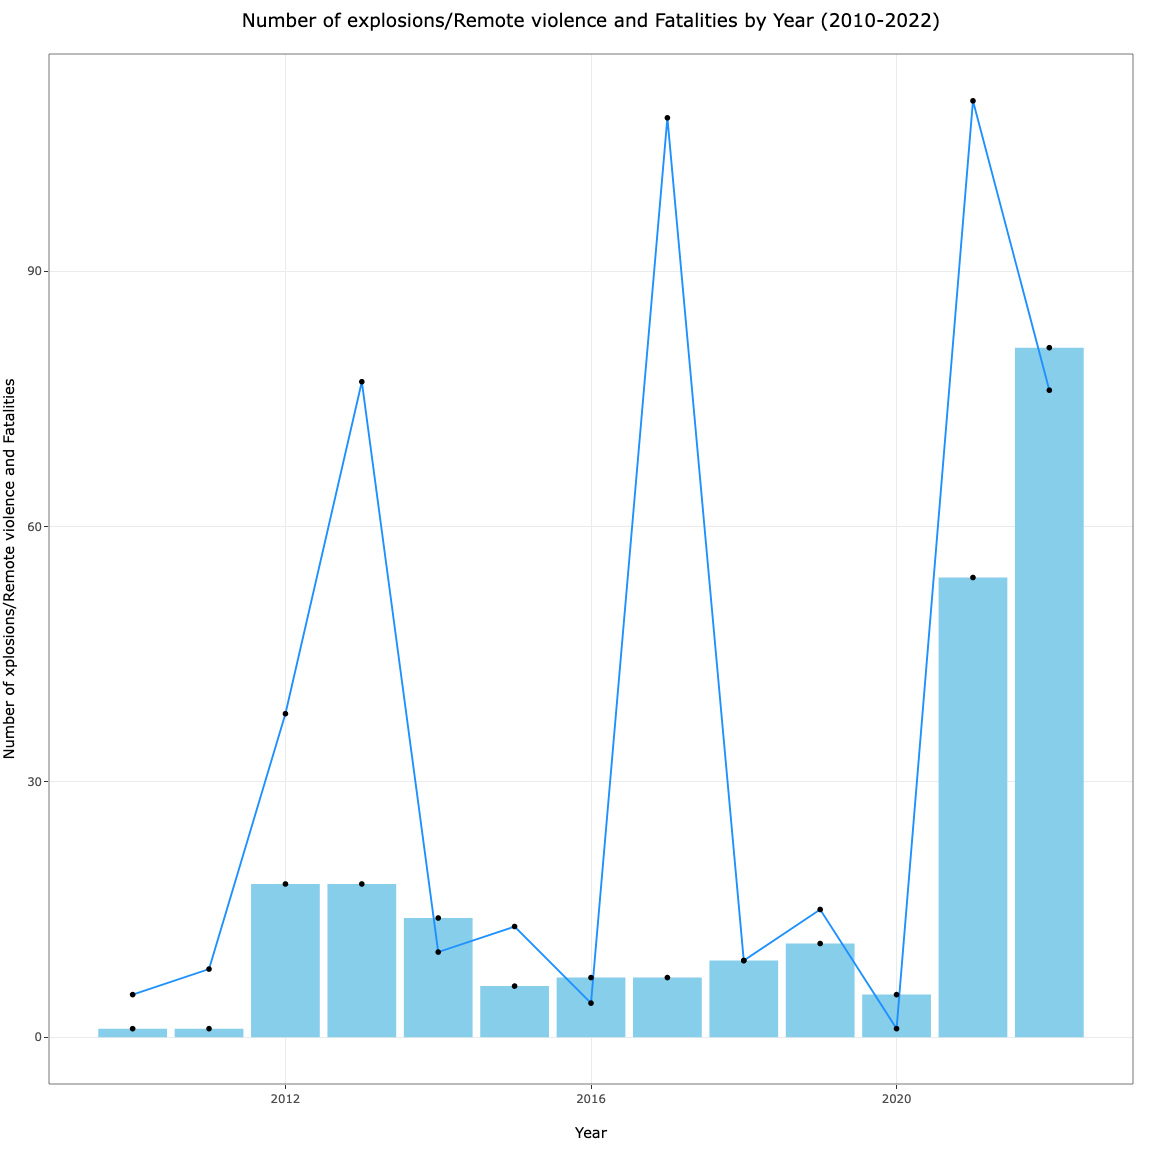 Number of explosions/Remote violence and Fatalities by Year (2010-2022)
Number of xplosions/Remote violence and Fatalities
90
60
30
0
2012
2016
2020
Year